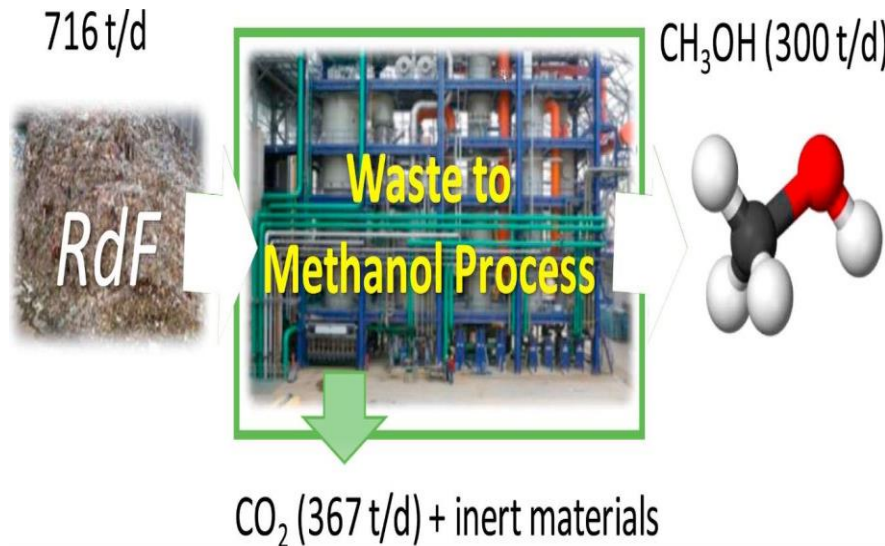 716 t/d
CH₃OH (300 t/d)
RdF
Waste to
Methanol Process
CO₂ (367 t/d) + inert materials